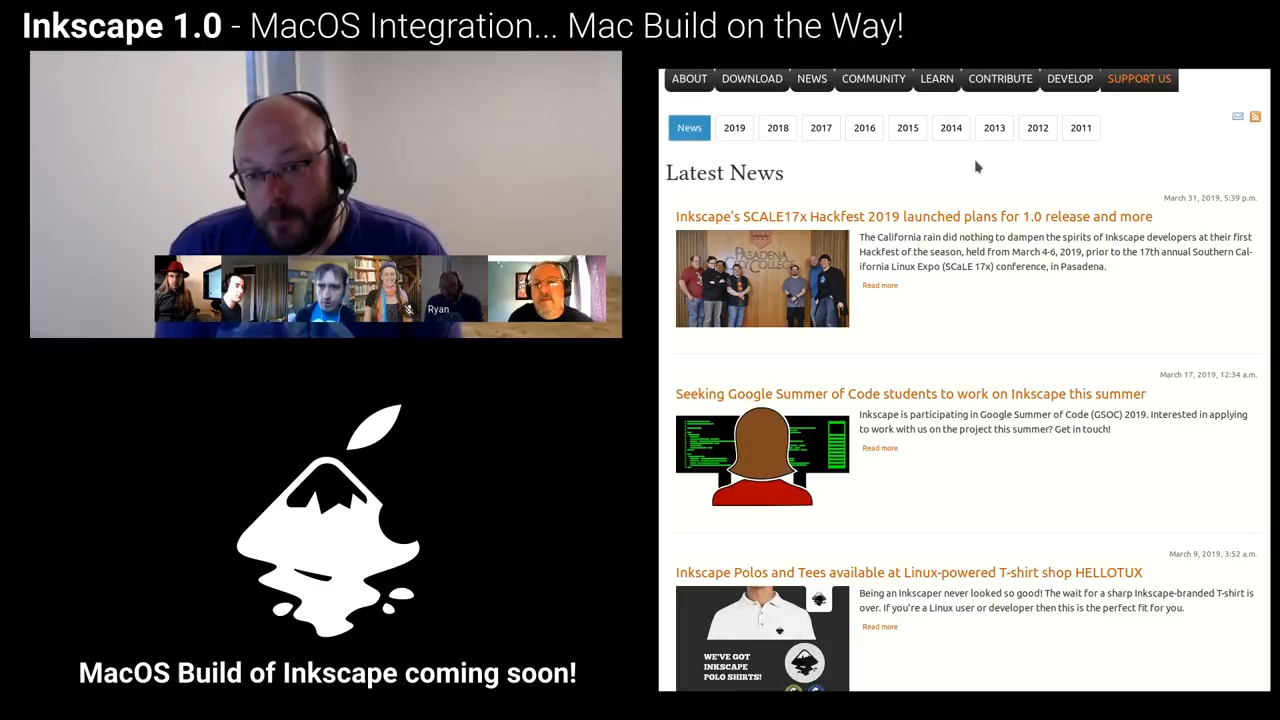 Inkscape 1.0 - MacOS Integration... Mac Build on the Way!
Ryan
MacOS Build of Inkscape coming soon!
ABOUT DOWNLOAD NEWS COMMUNITY LEARN CONTRIBUTE DEVELOP SUPPORT US
News 2019 2018 2017 2016 2015 2014 2013 2012 2011
Latest News
March 31, 2019, 5:39 p.m.
Inkscape's SCALE17x Hackfest 2019 launched plans for 1.0 release and more
PASADENA
CITY COLLEGE
The California rain did nothing to dampen the spirits of Inkscape developers at their first
Hackfest of the season, held from March 4-6, 2019, prior to the 17th annual Southern Cal-
ifornia Linux Expo (SCaLE 17x) conference, in Pasadena.
Read more
March 17, 2019, 12:34 a.m.
Seeking Google Summer of Code students to work on Inkscape this summer
Inkscape is participating in Google Summer of Code (GSOC) 2019. Interested in applying
to work with us on the project this summer? Get in touch!
Read more
March 9, 2019, 3:52 a.m.
Inkscape Polos and Tees available at Linux-powered T-shirt shop HELLOTUX
Being an Inkscaper never looked so good! The wait for a sharp Inkscape-branded T-shirt is
over. If you're a Linux user or developer then this is the perfect fit for you.
Read more
WE'VE GOT
INKSCAPE
POLO SHIRTS!